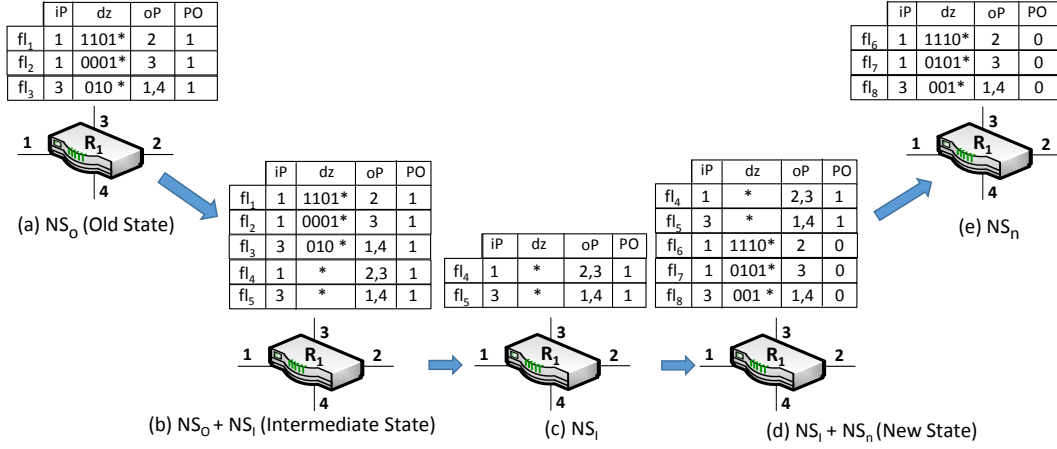 iP dz oP PO
fl1 1 1101* 2 1
fl2 1 0001* 3 1
fl3 3 010 * 1,4 1
3
1 R1 2
4
(a) NSO (Old State)
iP dz oP PO
fl1 1 1101* 2 1
fl2 1 0001* 3 1
fl3 3 010 * 1,4 1
fl4 1 * 2,3 1
fl5 3 * 1,4 1
3
1 R1 2
4
(b) NSO + NSI (Intermediate State)
iP dz oP PO
fl4 1 * 2,3 1
fl5 3 * 1,4 1
3
1 R1 2
4
(c) NSI
iP dz oP PO
fl4 1 * 2,3 1
fl5 3 * 1,4 1
fl6 1 1110* 2 0
fl7 1 0101* 3 0
fl8 3 001 * 1,4 0
3
1 R1 2
4
(d) NSI + NSn (New State)
iP dz oP PO
fl6 1 1110* 2 0
fl7 1 0101* 3 0
fl8 3 001* 1,4 0
3
1 R1 2
4
(e) NSn